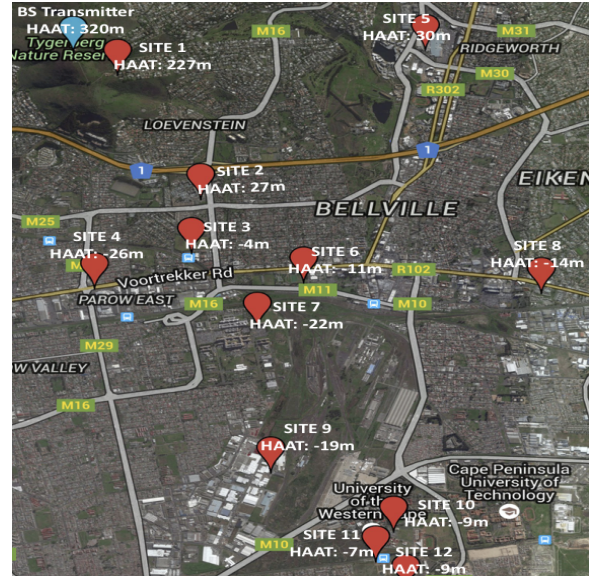 BS Transmitter
HAAT: 320m
Tygerberg
Nature Reser
SITE 1
HAAT: 227m
M16
SITE 5
HAAT: 30m
M31
RIDGEWORTH
M30
R302
LOEVENSTEIN
1
1
SITE 2
HAAT: 27m
EIKEN
BELLVILLE
M25
SITE 3
HAAT: -4m
SITE 4
HAAT: -26m
SITE 6
HAAT: -11m
SITE 8
HAAT: -14m
R102
Voortrekker Rd
PAROW EAST
M16
M11
M10
SITE 7
HAAT: -22m
M29
OW VALLEY
M16
SITE 9
HAAT: -19m
Cape Peninsula
University of
Technology
University
of the
Western Cape
SITE 10
HAAT: -9m
SITE 11
HAAT: -7m
M10
SITE 12
HAAT: -9m